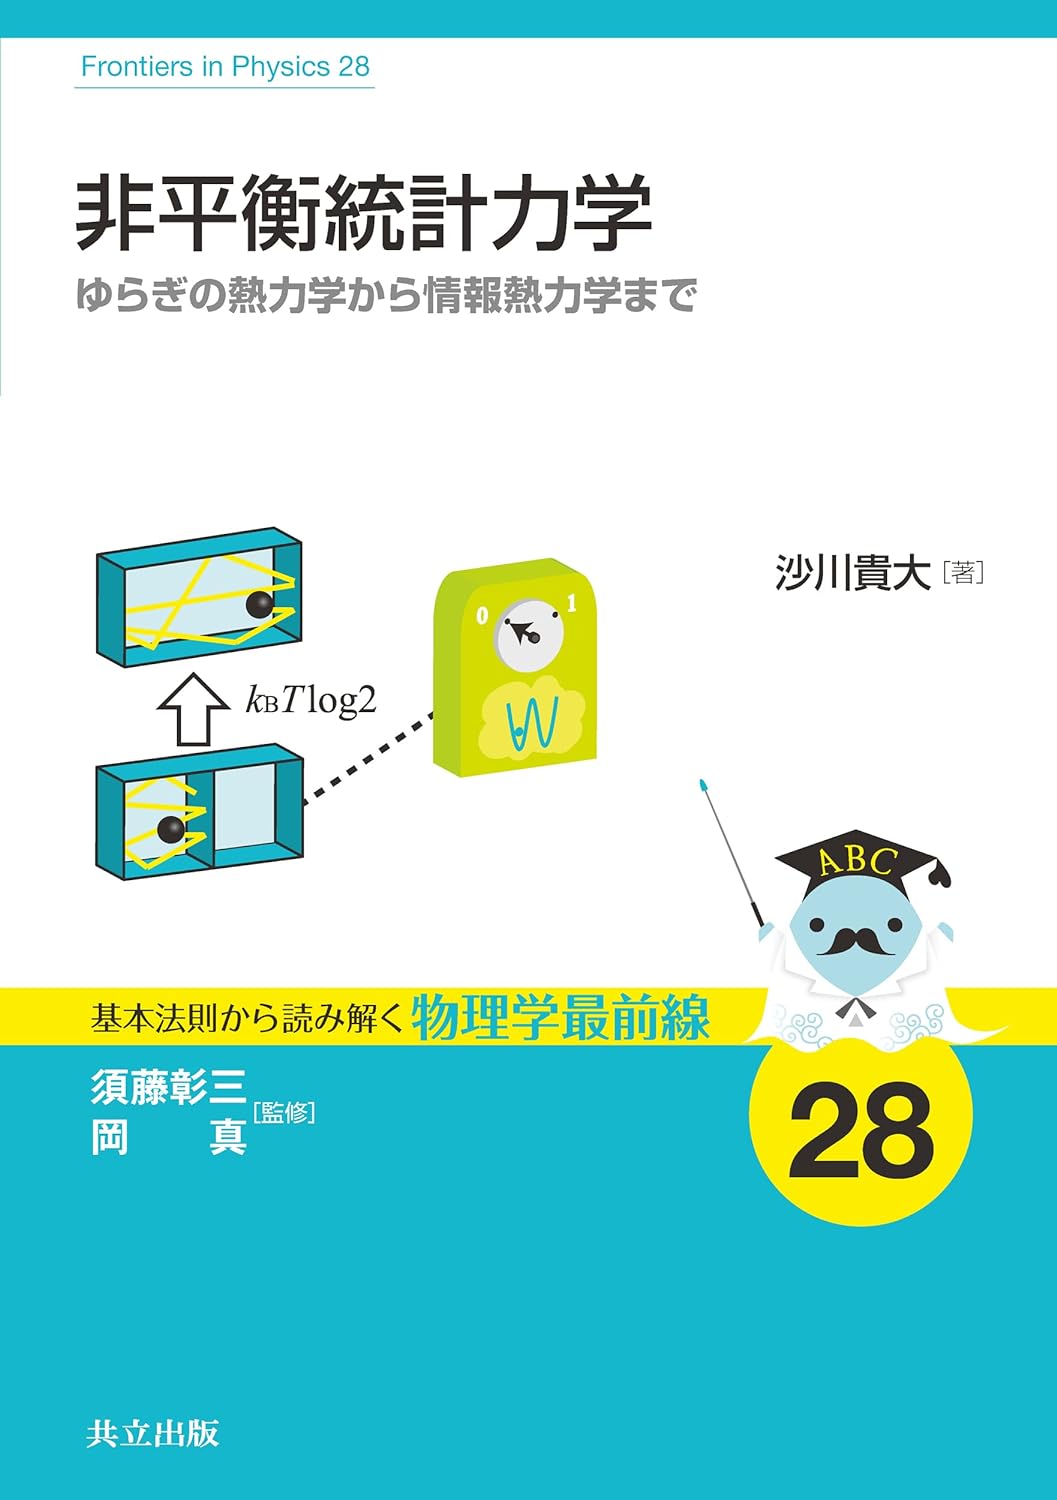 Frontiers in Physics 28
非平衡統計力学
ゆらぎの熱力学から情報熱力学まで
沙川貴大［著］
0 1
kBTlog2
ABC
基本法則から読み解く物理学最前線
須藤彰三
岡 真
［監修］
28
共立出版